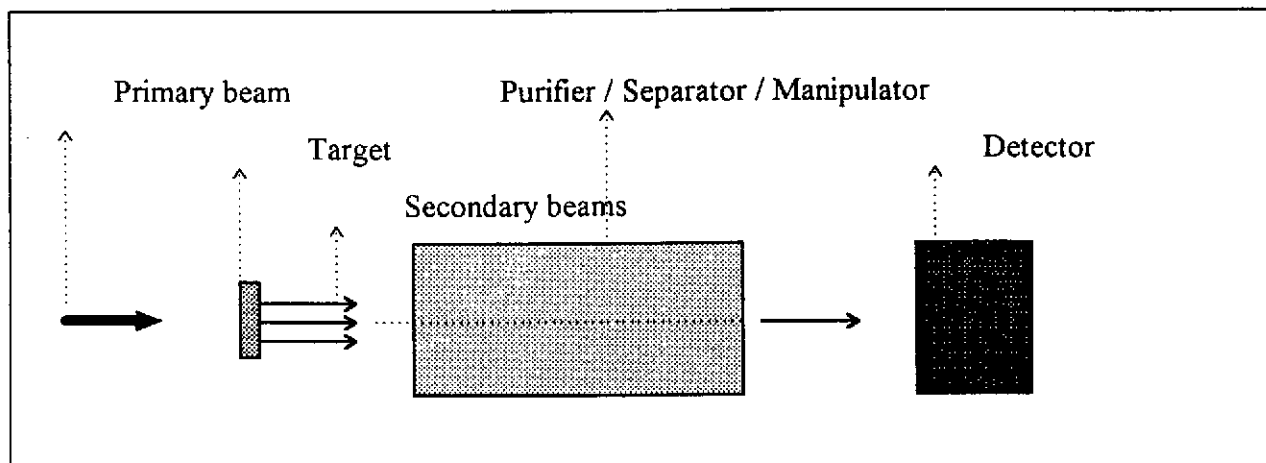 Primary beam
Purifier / Separator / Manipulator
Target
Detector
Secondary beams